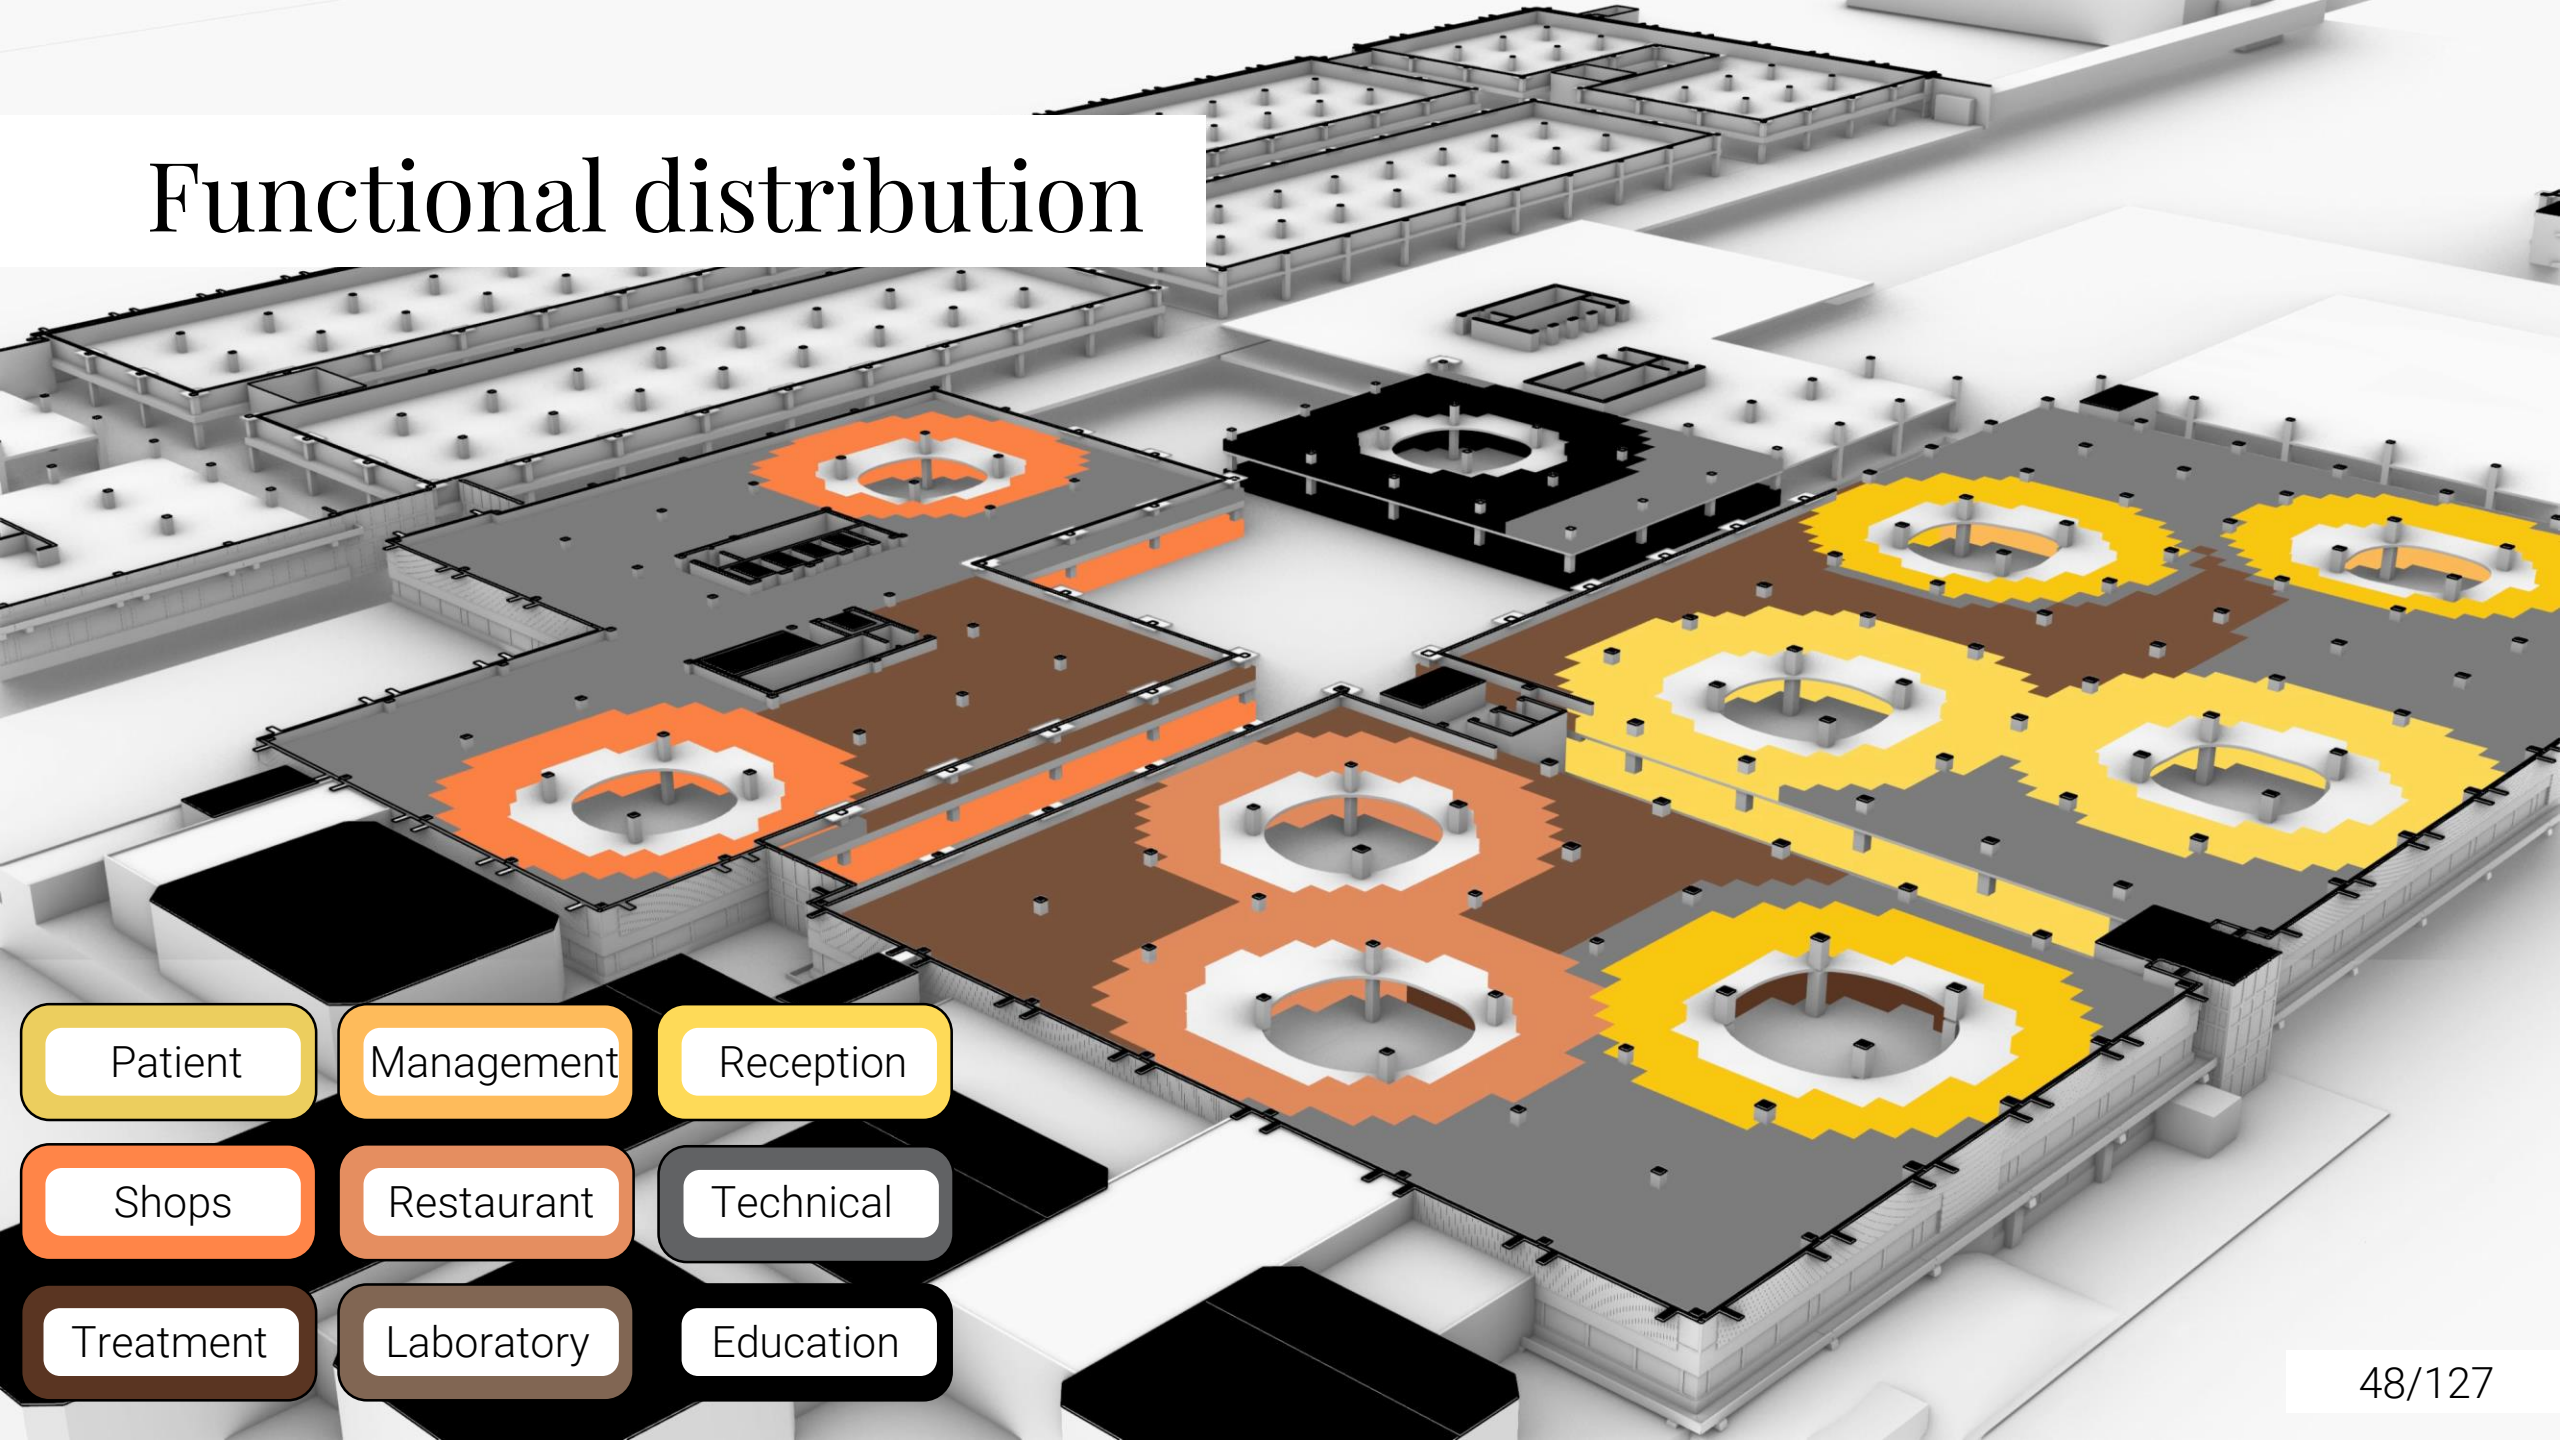 Functional distribution
Patient
Management
Reception
Shops
Restaurant
Technical
Treatment
Laboratory
Education
48/127